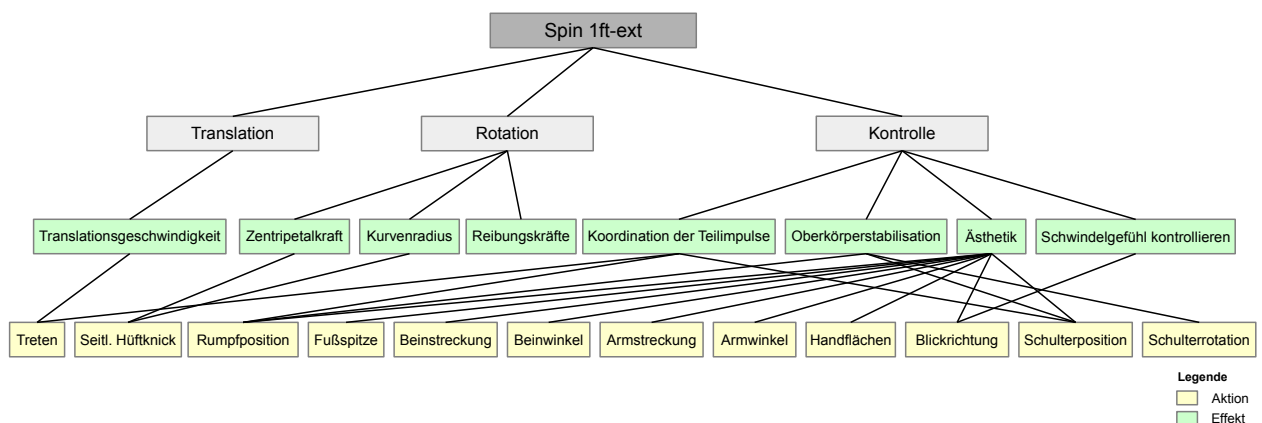 Spin 1ft-ext
Translation
Rotation
Kontrolle
Translationsgeschwindigkeit
Zentripetalkraft
Kurvenradius
Reibungskräfte
Koordination der Teilimpulse
Oberkörperstabilisation
Ästhetik
Schwindelgefühl kontrollieren
Treten
Seitl. Hüftknick
Rumpfposition
Fußspitze
Beinstreckung
Beinwinkel
Armstreckung
Armwinkel
Handflächen
Blickrichtung
Schulterposition
Schulterrotation
Legende
Aktion
Effekt